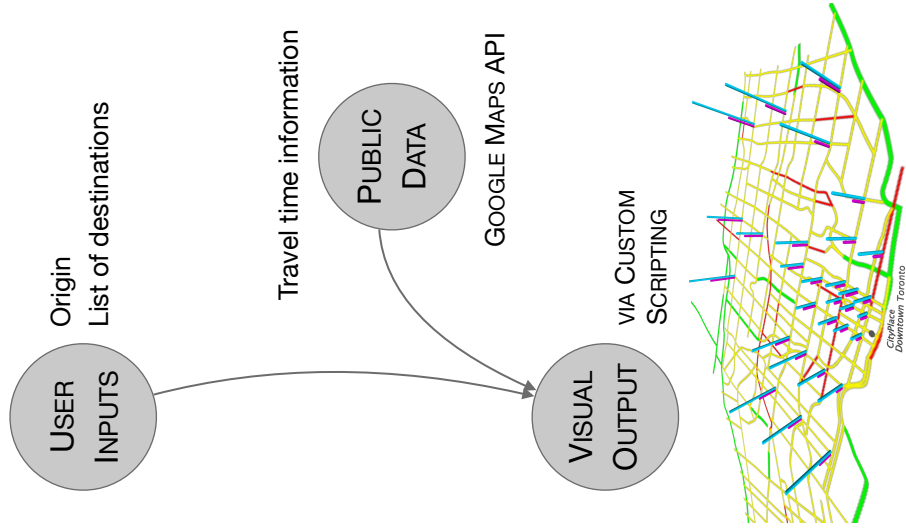 USER
INPUTS
Origin
List of destinations
Travel time information
PUBLIC
DATA
GOOGLE MAPS API
VISUAL
OUTPUT
VIA CUSTOM
SCRIPTING
CityPlace
Downtown Toronto